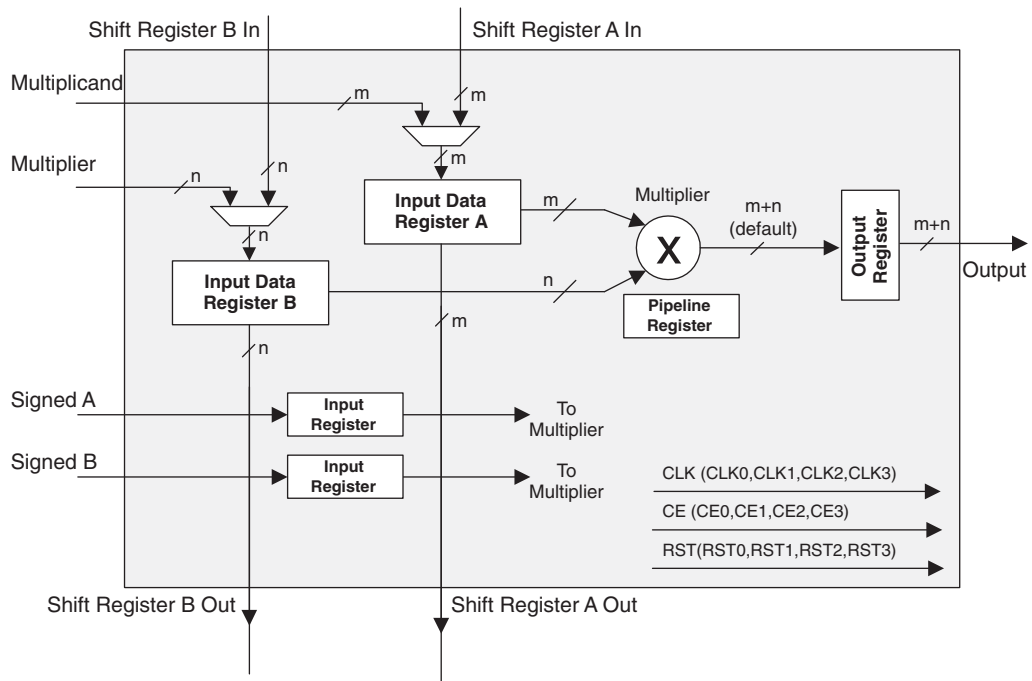 Shift Register B In
Shift Register A In
Multiplicand
m
m
Multiplier
n
n
m
Input Data
Register A
m
Multiplier
X
m+n
(default)
Output
Register
m+n
Output
n
Input Data
Register B
n
Pipeline
Register
m
n
Signed A
Input
Register
To
Multiplier
Signed B
Input
Register
To
Multiplier
CLK (CLK0,CLK1,CLK2,CLK3)
CE (CE0,CE1,CE2,CE3)
RST(RST0,RST1,RST2,RST3)
Shift Register B Out
Shift Register A Out